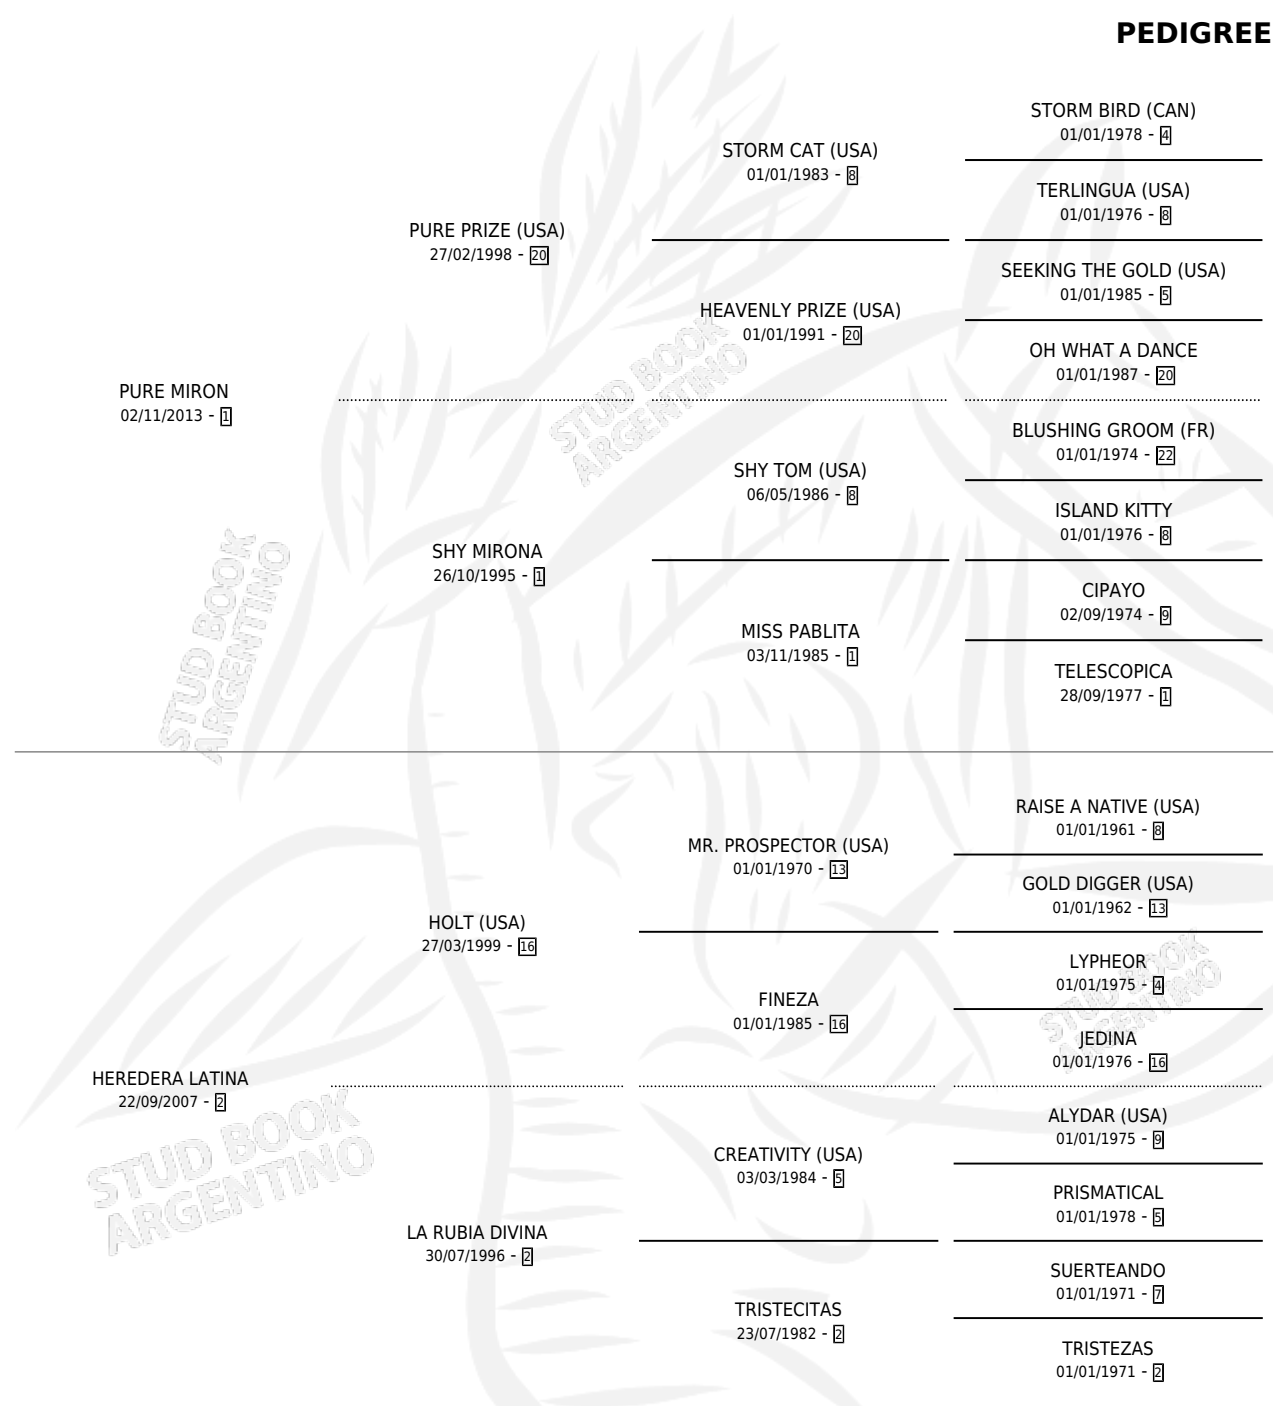 PEDIGREE
STORM BIRD (CAN)
01/01/1978 - 4
STORM CAT (USA)
01/01/1983 - 8
TERLINGUA (USA)
01/01/1976 - 8
PURE PRIZE (USA)
27/02/1998 - 20
SEEKING THE GOLD (USA)
01/01/1985 - 5
HEAVENLY PRIZE (USA)
01/01/1991 - 20
OH WHAT A DANCE
01/01/1987 - 20
PURE MIRON
02/11/2013 - 1
STUD BOOK
ARGENTINO
BLUSHING GROOM (FR)
01/01/1974 - 22
SHY TOM (USA)
06/05/1986 - 8
ISLAND KITTY
01/01/1976 - 8
SHY MIRONA
26/10/1995 - 1
CIPAYO
02/09/1974 - 9
MISS PABLITA
03/11/1985 - 1
TELESCOPICA
28/09/1977 - 1
STUD BOOK
ARGENTINO
RAISE A NATIVE (USA)
01/01/1961 - 8
MR. PROSPECTOR (USA)
01/01/1970 - 13
GOLD DIGGER (USA)
01/01/1962 - 13
HOLT (USA)
27/03/1999 - 16
LYPHEOR
01/01/1975 - 4
FINEZA
01/01/1985 - 16
STUD BOOK
ARGENTINO
JEDINA
01/01/1976 - 16
HEREDERA LATINA
22/09/2007 - 2
ALYDAR (USA)
01/01/1975 - 9
STUD BOOK
ARGENTINO
CREATIVITY (USA)
03/03/1984 - 5
PRISMATICAL
01/01/1978 - 5
LA RUBIA DIVINA
30/07/1996 - 2
SUERTEANDO
01/01/1971 - 7
TRISTECITAS
23/07/1982 - 2
TRISTEZAS
01/01/1971 - 2